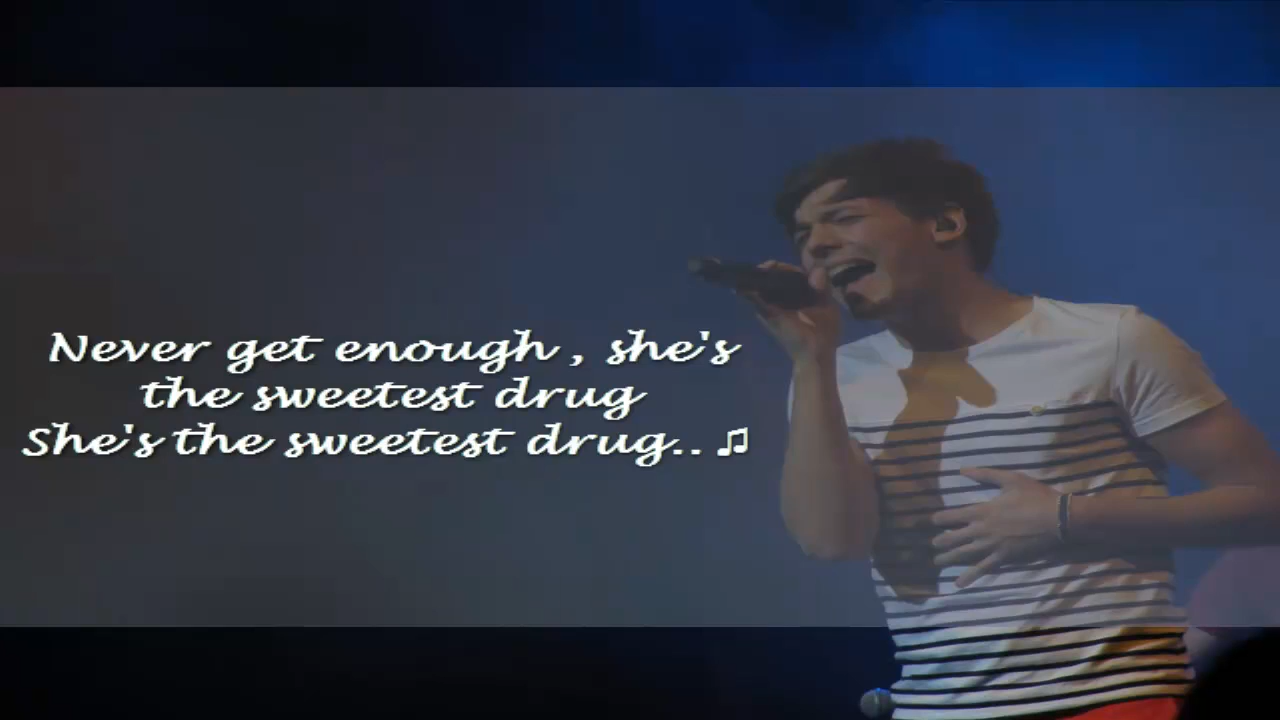 Never get enough , she's
the sweetest drug
She's the sweetest drug.. ♫